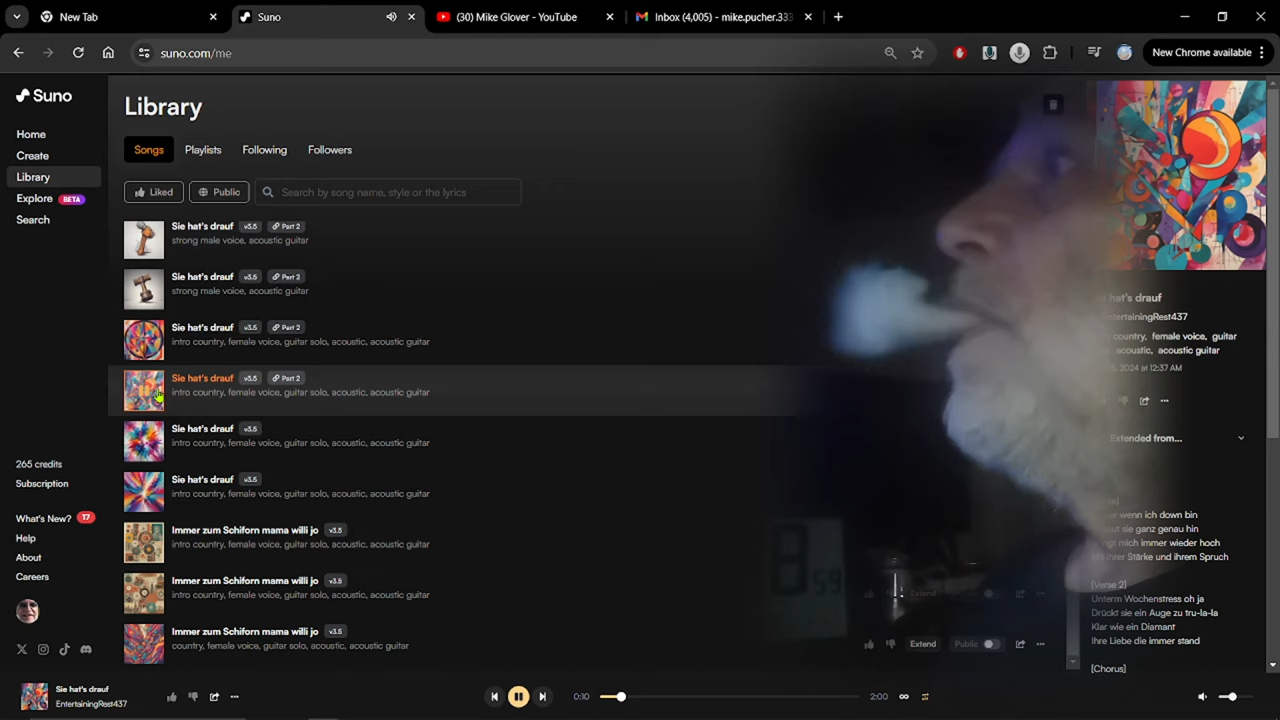 New Tab
Suno
(30) Mike Glover - YouTube
Inbox (4,005) - mike.pucher.333
suno.com/me
New Chrome available
Suno
Home
Create
Library
Explore BETA
Search
265 credits
Subscription
What's New? 17
Help
About
Careers
Library
Songs Playlists Following Followers
Liked Public Search by song name, style or the lyrics
Sie hat's drauf v3.5 Part 2
strong male voice, acoustic guitar
Sie hat's drauf v3.5 Part 2
strong male voice, acoustic guitar
Sie hat's drauf v3.5 Part 2
intro country, female voice, guitar solo, acoustic, acoustic guitar
Sie hat's drauf v3.5 Part 2
intro country, female voice, guitar solo, acoustic, acoustic guitar
Sie hat's drauf v3.5
intro country, female voice, guitar solo, acoustic, acoustic guitar
Sie hat's drauf v3.5
intro country, female voice, guitar solo, acoustic, acoustic guitar
Immer zum Schiforn mama willi jo v3.5
intro country, female voice, guitar solo, acoustic, acoustic guitar
Immer zum Schiforn mama willi jo v3.5
intro country, female voice, guitar solo, acoustic, acoustic guitar
Immer zum Schiforn mama willi jo v3.5
country, female voice, guitar solo, acoustic, acoustic guitar
B 59
Extend
Extend Public
hat's drauf
EntertainingRest437
country, female voice, guitar
acoustic, acoustic guitar
2024 at 12:37 AM
Extended from...
wenn ich down bin
sie ganz genau hin
mich immer wieder hoch
ihrer Stärke und ihrem Spruch
[Verse 2]
Unterm Wochenstress oh ja
Drückt sie ein Auge zu tru-la-la
Klar wie ein Diamant
Ihre Liebe die immer stand
[Chorus]
Sie hat's drauf
EntertainingRest437
0:10
2:00